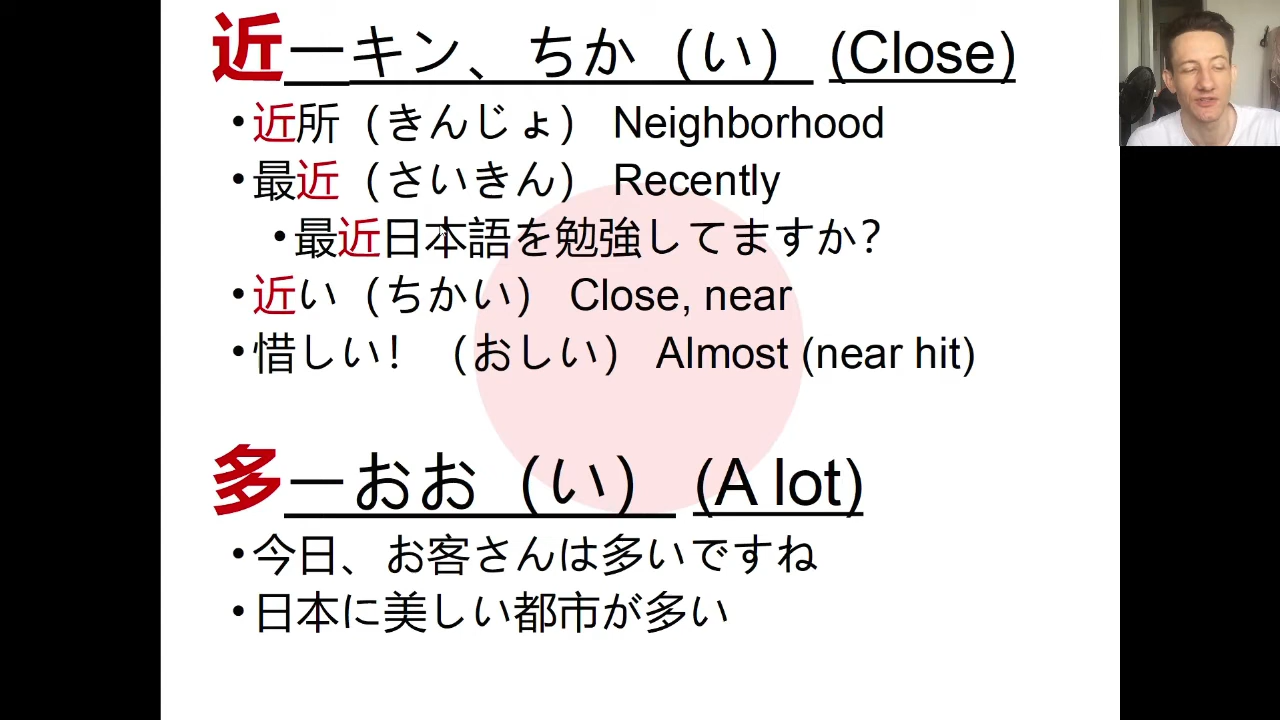 近ーキン、ちか（い） (Close)
•近所（きんじょ） Neighborhood
•最近（さいきん） Recently
•最近日本語を勉強してますか？
•近い（ちかい） Close, near
•惜しい！（おしい） Almost (near hit)
多ーおお（い） (A lot)
•今日、お客さんは多いですね
•日本に美しい都市が多い